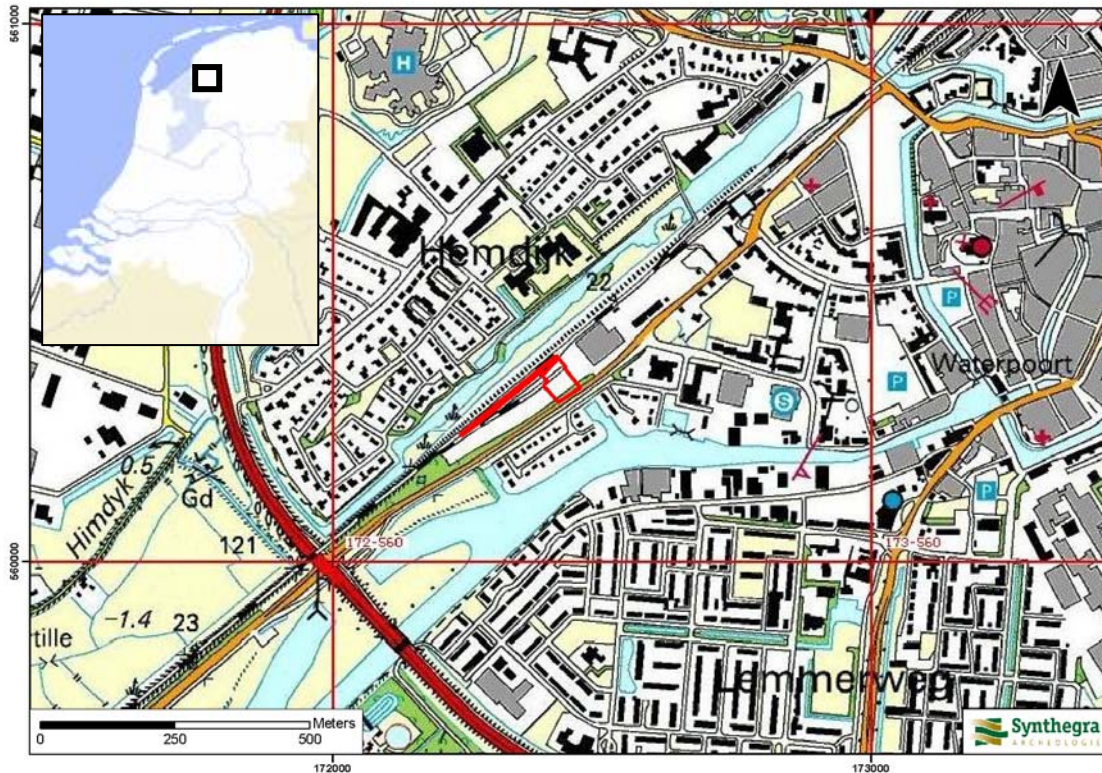 561000
H
N
Hemdijk
22
P
Waterpoort
P
S
0.5
Himdyk
Gd
121
172-560
173-560
P
560000
-1.4
23
tille
Lemmerweg
Meters
0
250
500
Synthegra
ARCHEOLOGIE
172000
173000